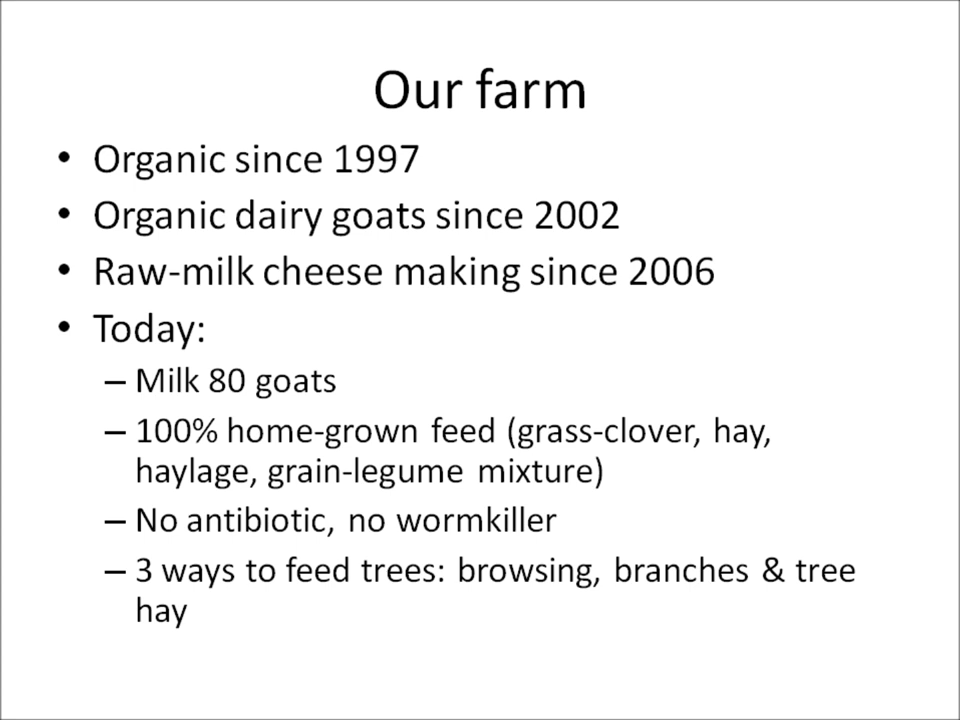 Our farm
• Organic since 1997
• Organic dairy goats since 2002
• Raw-milk cheese making since 2006
• Today:
– Milk 80 goats
– 100% home-grown feed (grass-clover, hay,
haylage, grain-legume mixture)
– No antibiotic, no wormkiller
– 3 ways to feed trees: browsing, branches & tree
hay